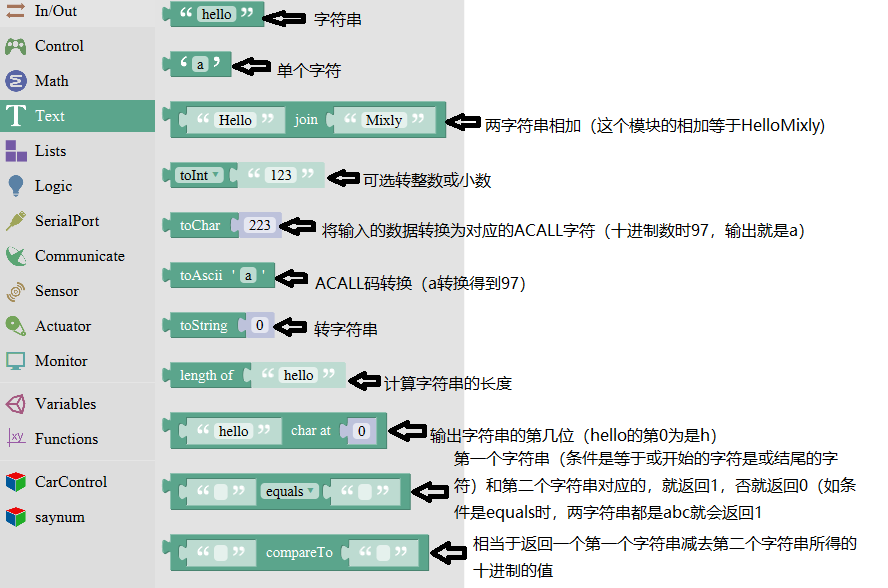 In/Out
Control
Math
Text
Lists
Logic
SerialPort
Communicate
Sensor
Actuator
Monitor
Variables
Functions
CarControl
saynum
“ hello ” 字符串
‘ a ’ 单个字符
“ Hello ” join “ Mixly ” 两字符串相加（这个模块的相加等于HelloMixly)
toInt “ 123 ” 可选转整数或小数
toChar 223 将输入的数据转换为对应的ACALL字符（十进制数时97，输出就是a）
toAscii ' a ' ACALL码转换（a转换得到97）
toString 0 转字符串
length of “ hello ” 计算字符串的长度
“ hello ” char at 0 输出字符串的第几位（hello的第0为是h）
“ ” equals “ ” 第一个字符串（条件是等于或开始的字符是或结尾的字
符）和第二个字符串对应的，就返回1，否就返回0（如条
件是equals时，两字符串都是abc就会返回1
“ ” compareTo “ ” 相当于返回一个第一个字符串减去第二个字符串所得的
十进制的值